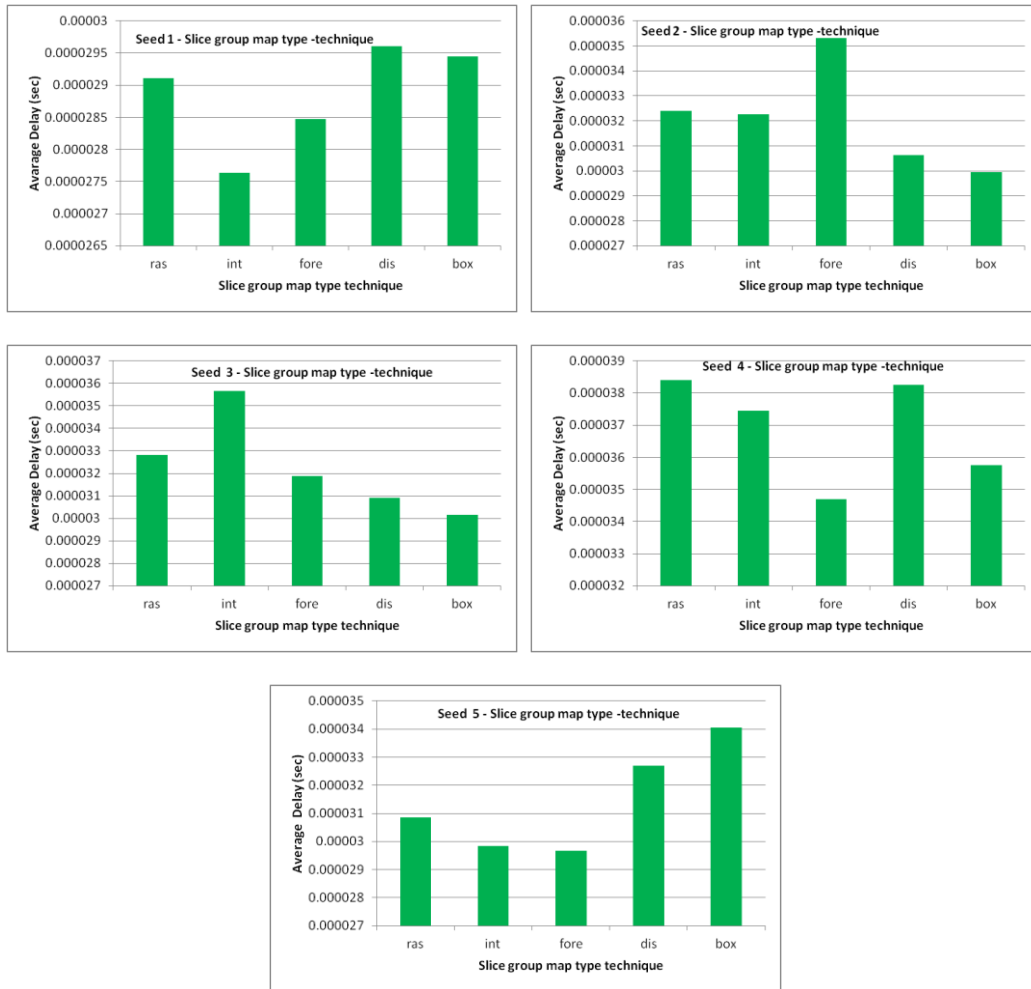 Seed 1 - Slice group map type -technique
Avarage Delay (sec)
0.00003
0.0000295
0.000029
0.0000285
0.000028
0.0000275
0.000027
0.0000265
ras int fore dis box
Slice group map type technique
Seed 2 - Slice group map type -technique
Average Delay (sec)
0.000036
0.000035
0.000034
0.000033
0.000032
0.000031
0.00003
0.000029
0.000028
0.000027
ras int fore dis box
Slice group map type technique
Seed 3 - Slice group map type -technique
Average Delay (sec)
0.000037
0.000036
0.000035
0.000034
0.000033
0.000032
0.000031
0.00003
0.000029
0.000028
0.000027
ras int fore dis box
Slice group map type technique
Seed 4 - Slice group map type -technique
Average Delay (sec)
0.000039
0.000038
0.000037
0.000036
0.000035
0.000034
0.000033
0.000032
ras int fore dis box
Slice group map type technique
Seed 5 - Slice group map type -technique
Average Delay (sec)
0.000035
0.000034
0.000033
0.000032
0.000031
0.00003
0.000029
0.000028
0.000027
ras int fore dis box
Slice group map type technique